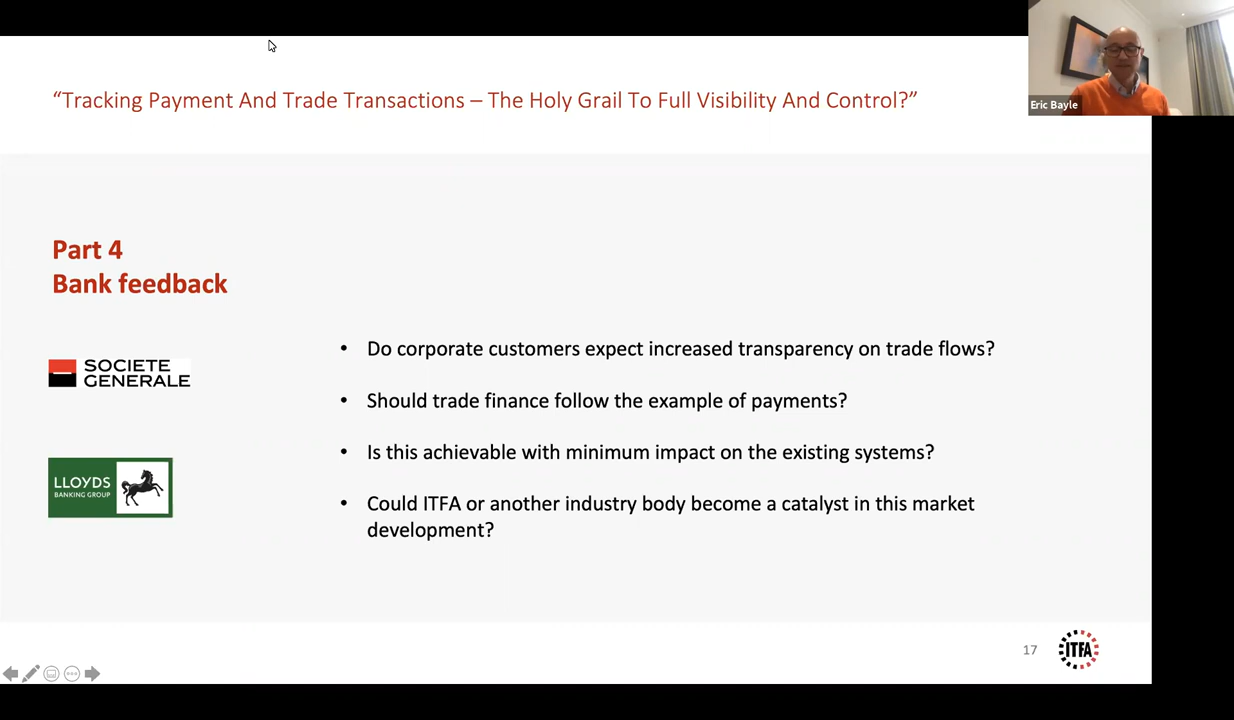 “Tracking Payment And Trade Transactions – The Holy Grail To Full Visibility And Control?”
Eric Bayle
Part 4
Bank feedback
SOCIETE
GENERALE
LLOYDS
BANKING GROUP
• Do corporate customers expect increased transparency on trade flows?
• Should trade finance follow the example of payments?
• Is this achievable with minimum impact on the existing systems?
• Could ITFA or another industry body become a catalyst in this market
development?
17
ITFA